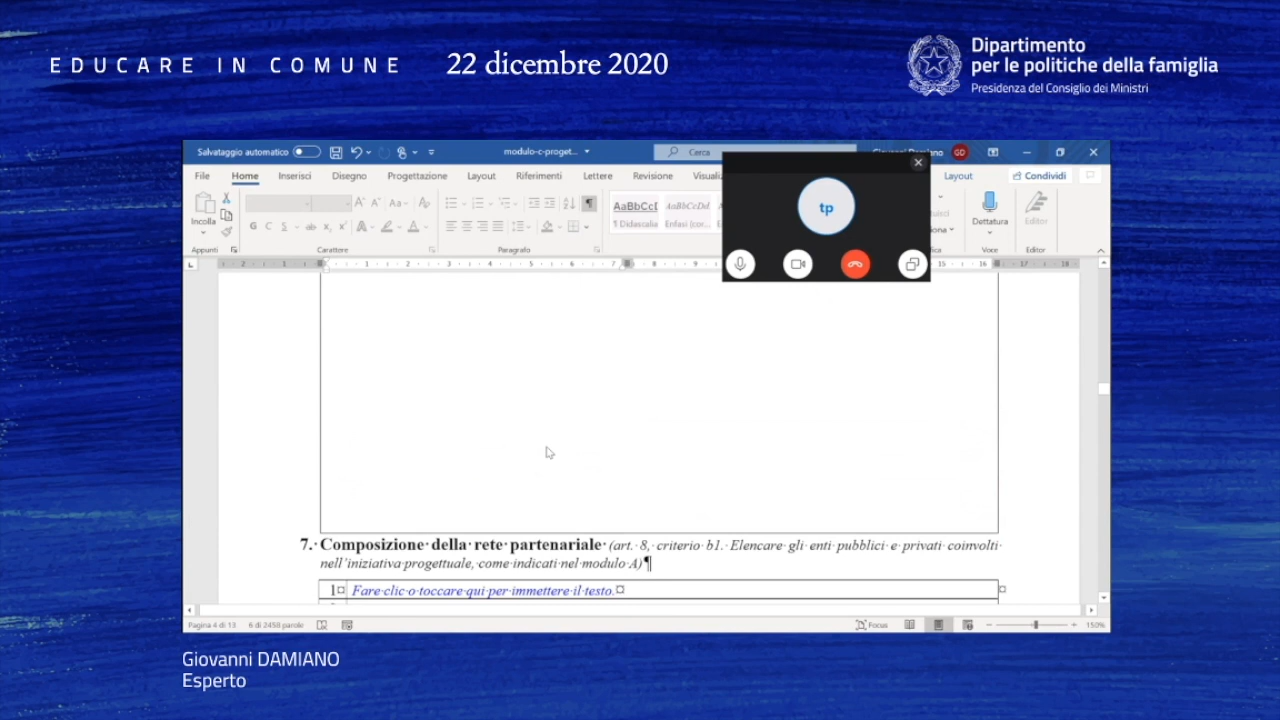 EDUCARE IN COMUNE
22 dicembre 2020
Dipartimento
per le politiche della famiglia
Presidenza del Consiglio dei Ministri
Salvataggio automatico
modulo-c-proget...
Cerca
GD
File Home Inserisci Disegno Progettazione Layout Riferimenti Lettere Revisione Layout Condividi
tp
Incolla
Appunti
Carattere
AaBbCcI AaBbCcDd
¶ Didascalia Enfasi (cor...
Paragrafo
Dettatura
Voce
Editor
Editor
7. Composizione della rete partenariale (art. 8, criterio b1. Elencare gli enti pubblici e privati coinvolti
nell'iniziativa progettuale, come indicati nel modulo A)¶
1 Fare clic o toccare qui per immettere il testo.
Pagina 4 di 13 6 di 2458 parole Focus 150%
Giovanni DAMIANO
Esperto